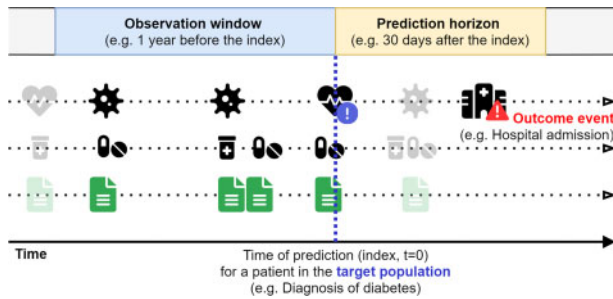 Observation window
(e.g. 1 year before the index)
Prediction horizon
(e.g. 30 days after the index)
!
Outcome event
(e.g. Hospital admission)
Time
Time of prediction (index, t=0)
for a patient in the target population
(e.g. Diagnosis of diabetes)